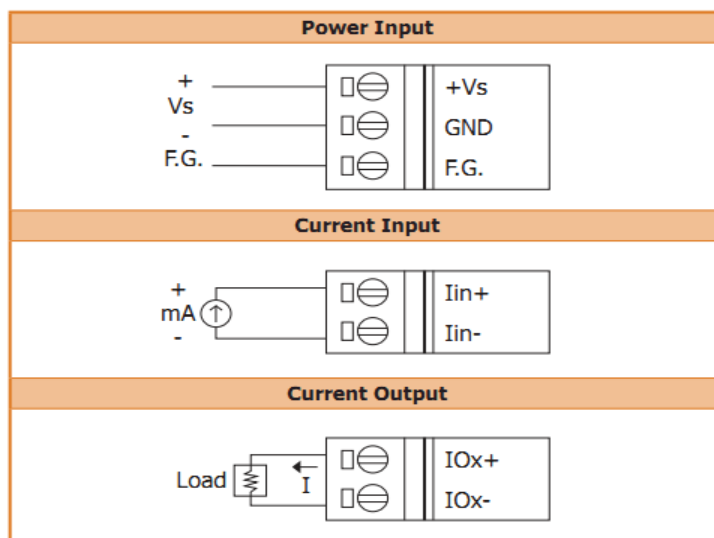 Power Input
+
Vs
-
F.G.
+Vs
GND
F.G.
Current Input
+
mA
-
Iin+
Iin-
Current Output
Load
I
IOx+
IOx-